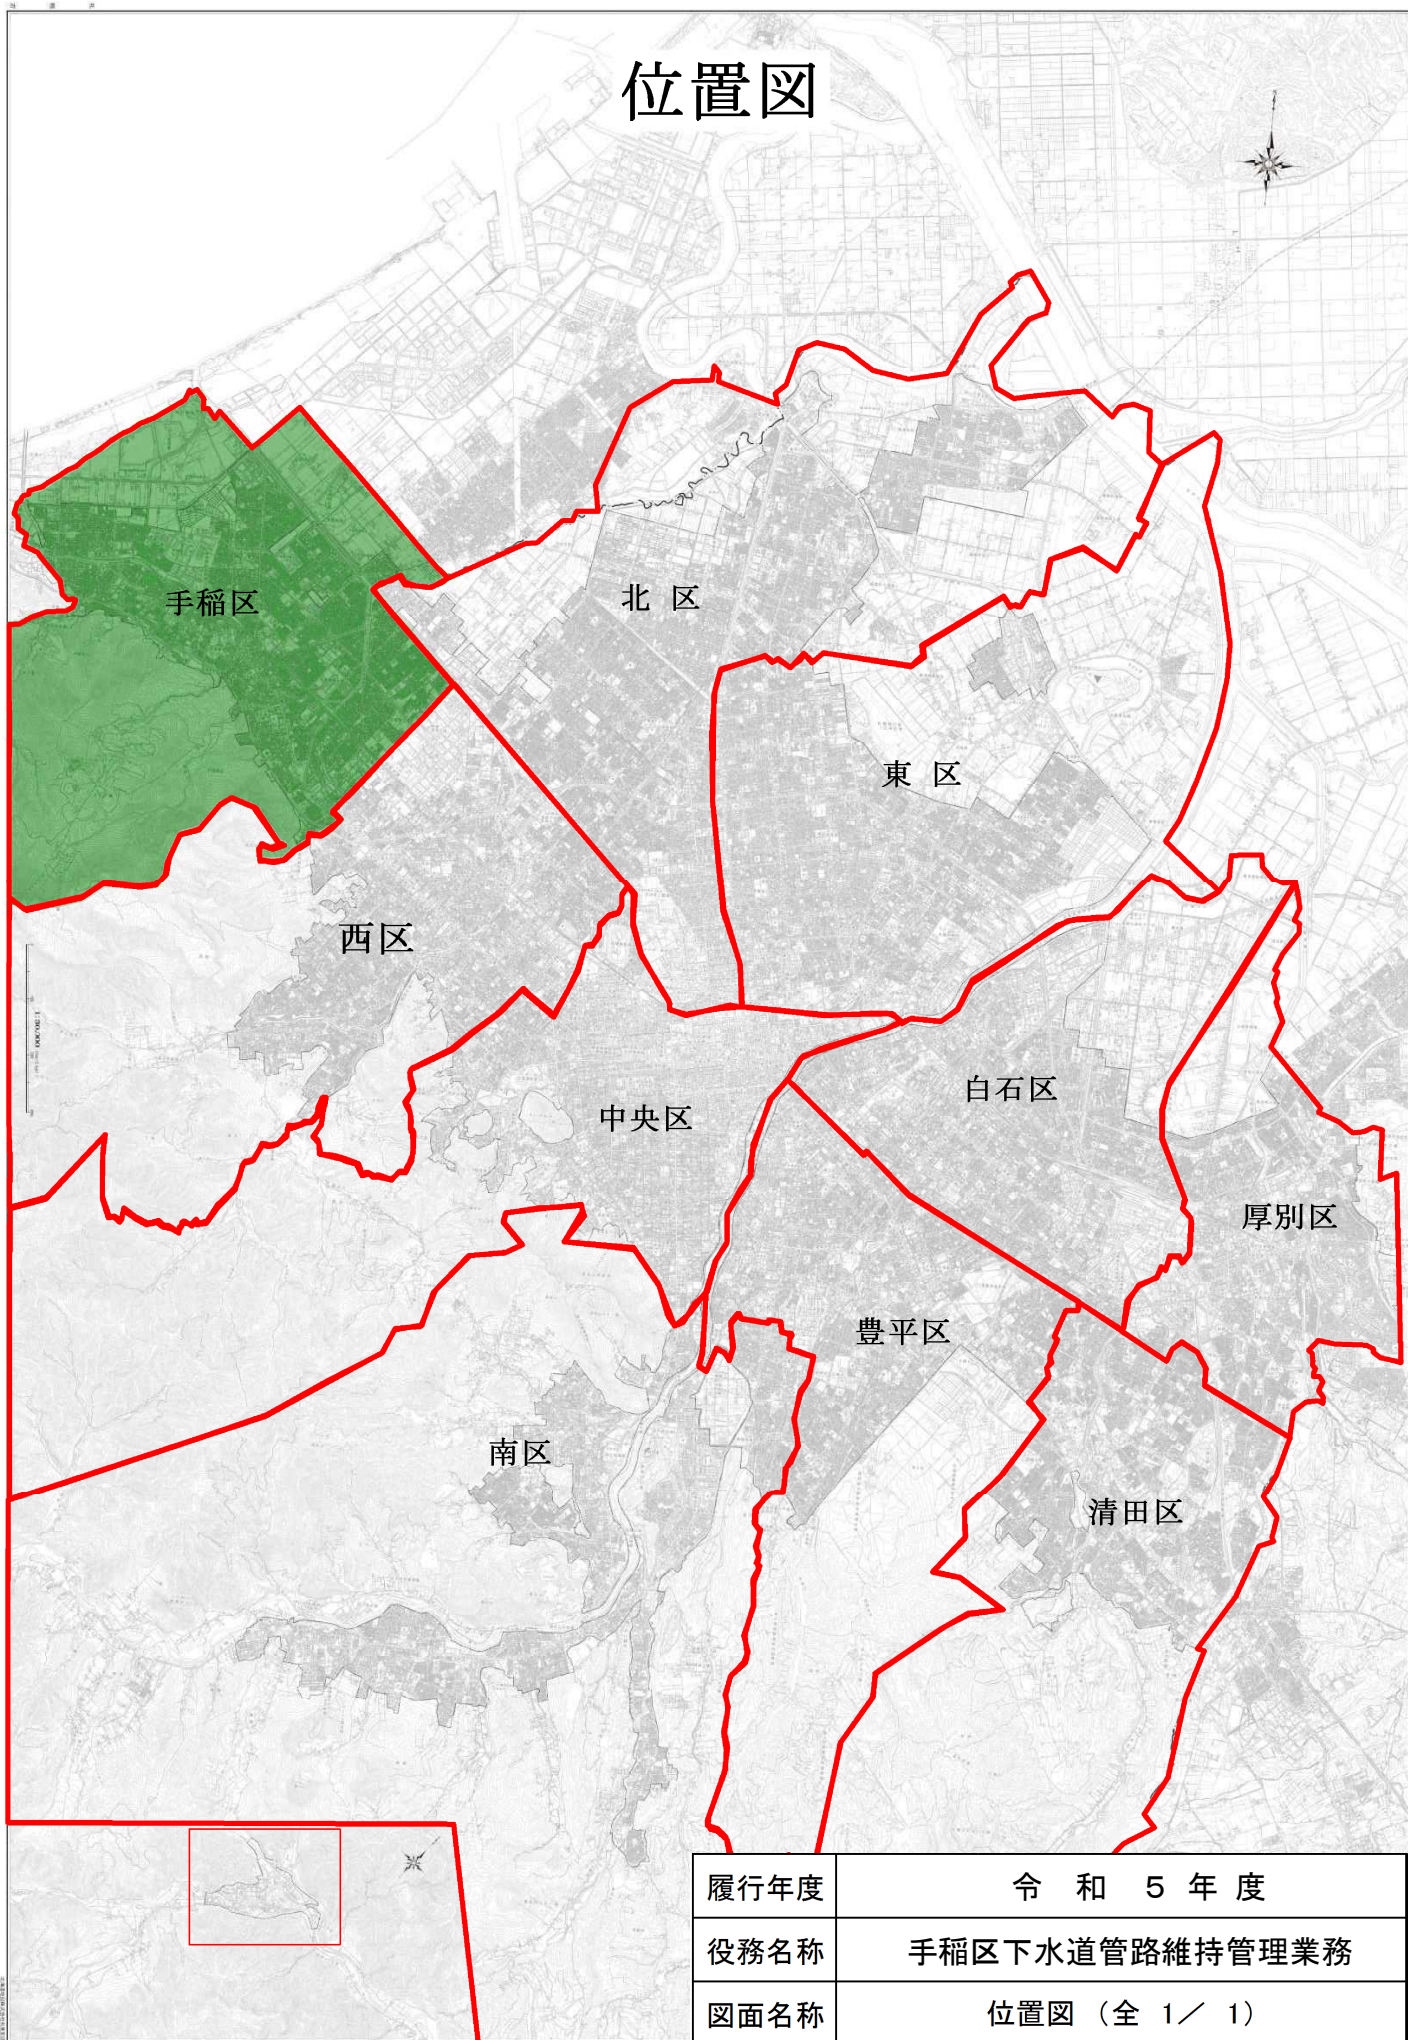 位置図
手稲区
北 区
東 区
西区
中央区
白石区
厚別区
豊平区
南区
清田区
1:30,000
履行年度 令 和 5 年 度
役務名称 手稲区下水道管路維持管理業務
図面名称 位置図 （全 1／ 1）